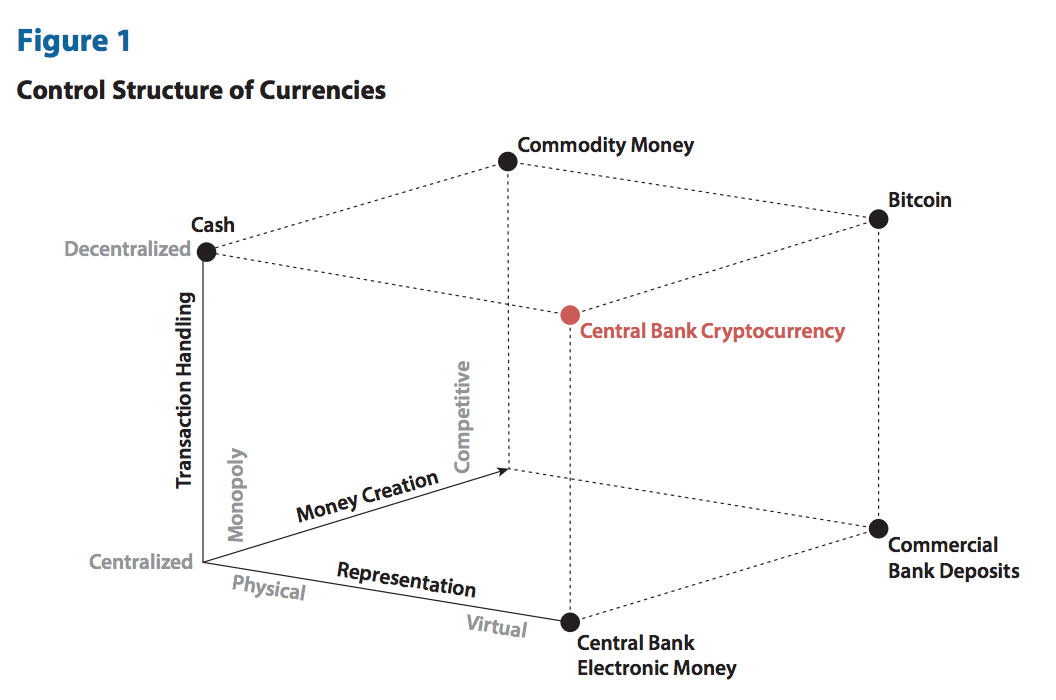 Figure 1
Control Structure of Currencies
Commodity Money
Bitcoin
Cash
Decentralized
Central Bank Cryptocurrency
Transaction Handling
Monopoly
Competitive
Money Creation
Centralized
Representation
Physical
Virtual
Commercial
Bank Deposits
Central Bank
Electronic Money